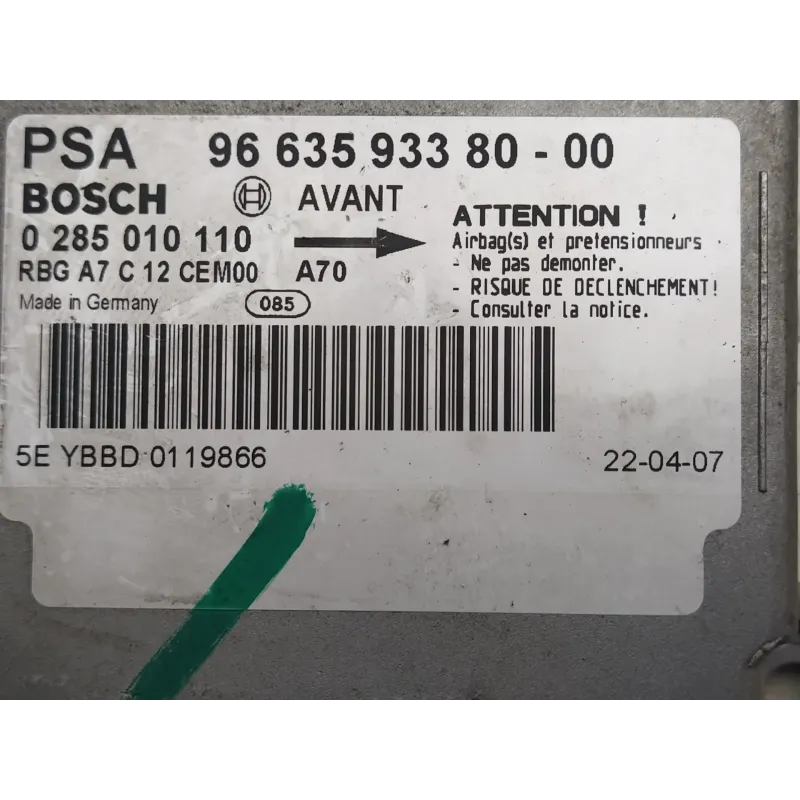 PSA 96 635 933 80 - 00
BOSCH AVANT
0 285 010 110
RBG A7 C 12 CEM00 A70
Made in Germany 085
ATTENTION !
Airbag(s) et pretensionneurs
- Ne pas demonter.
- RISQUE DE DECLENCHEMENT!
- Consulter la notice.
5E YBBD 0119866
22-04-07